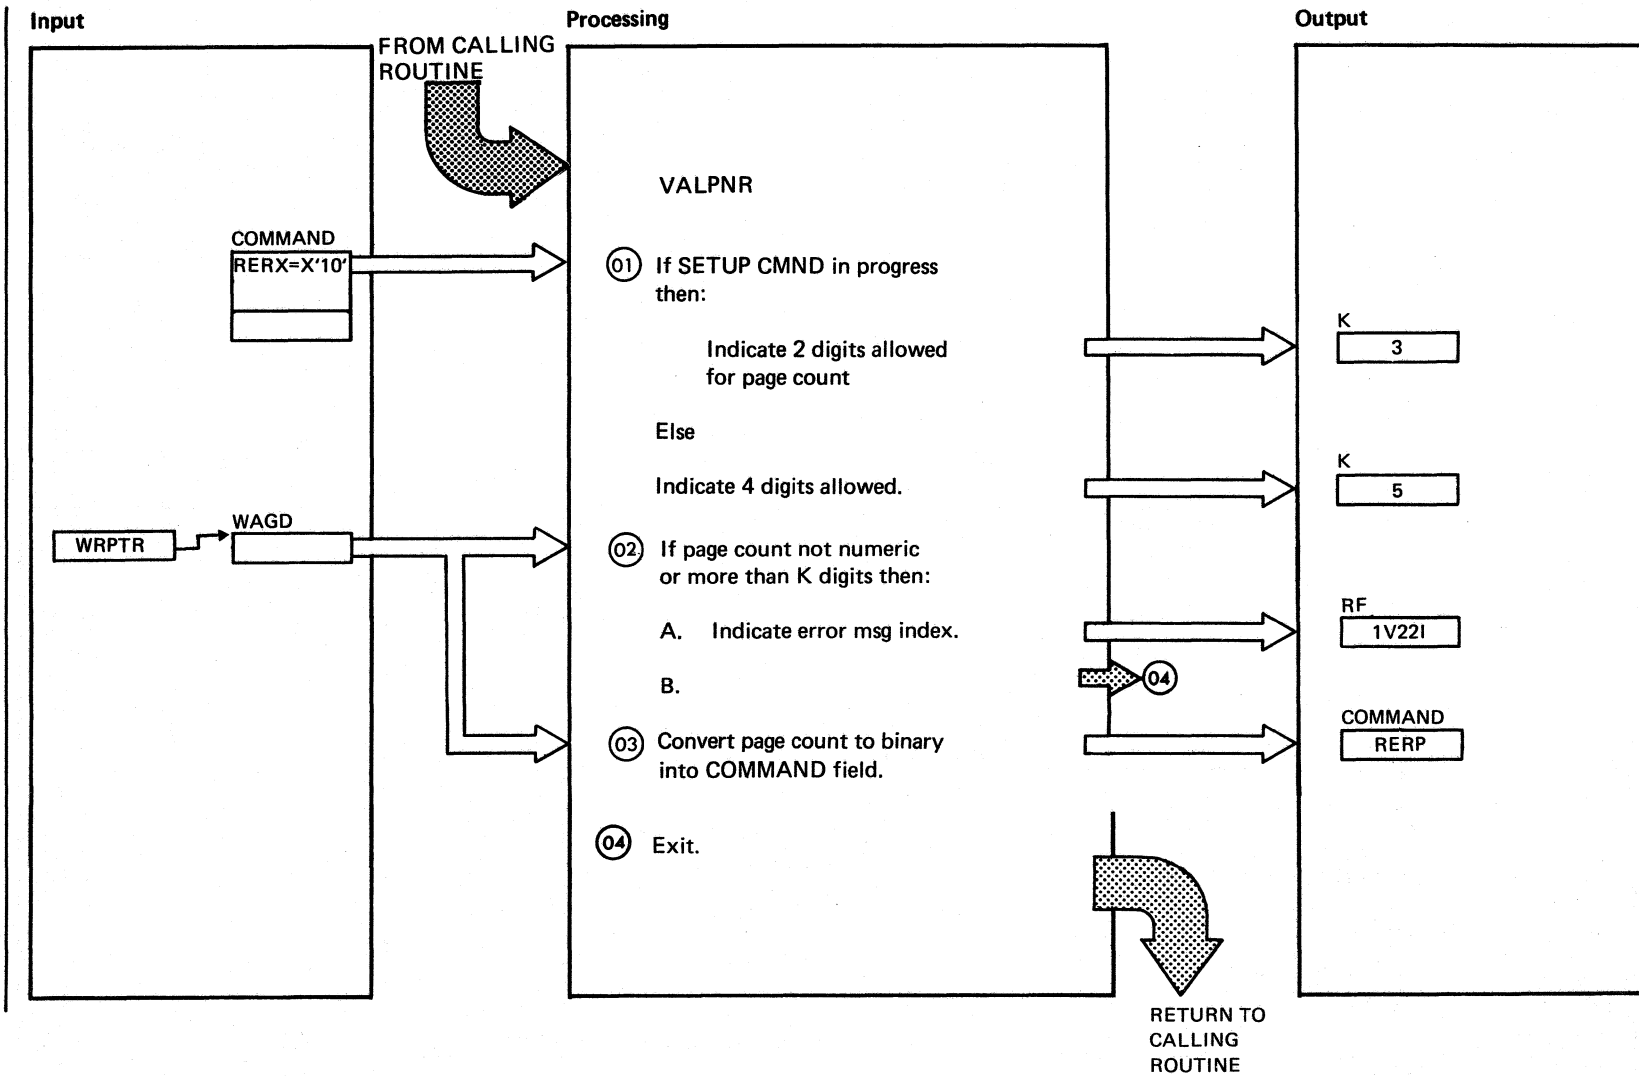 Input
Processing
Output
FROM CALLING
ROUTINE
VALPNR
COMMAND
RERX=X'10'
01 If SETUP CMND in progress
then:
Indicate 2 digits allowed
for page count
K
3
Else
Indicate 4 digits allowed.
K
5
WRPTR
WAGD
02 If page count not numeric
or more than K digits then:
A. Indicate error msg index.
RF
1V22I
B.
04
03 Convert page count to binary
into COMMAND field.
COMMAND
RERP
04 Exit.
RETURN TO
CALLING
ROUTINE